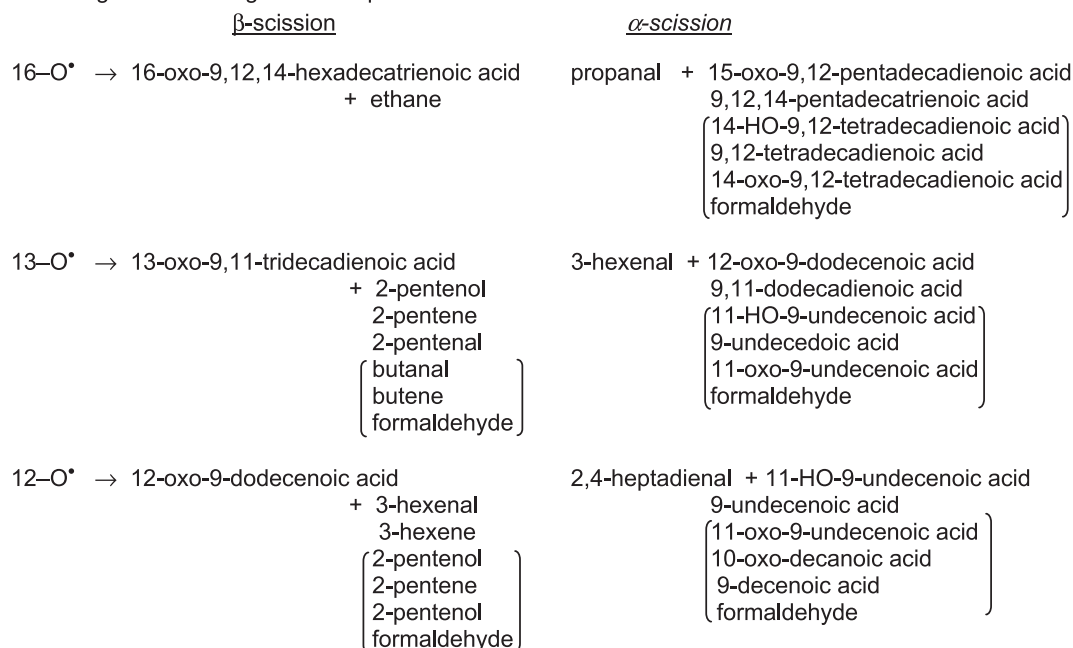 β-scission α-scission
16–O• → 16-oxo-9,12,14-hexadecatrienoic acid propanal + 15-oxo-9,12-pentadecadienoic acid
+ ethane 9,12,14-pentadecatrienoic acid
14-HO-9,12-tetradecadienoic acid
9,12-tetradecadienoic acid
14-oxo-9,12-tetradecadienoic acid
formaldehyde
13–O• → 13-oxo-9,11-tridecadienoic acid 3-hexenal + 12-oxo-9-dodecenoic acid
+ 2-pentenol 9,11-dodecadienoic acid
2-pentene 11-HO-9-undecenoic acid
2-pentenal 9-undecedoic acid
butanal 11-oxo-9-undecenoic acid
butene formaldehyde
formaldehyde
12–O• → 12-oxo-9-dodecenoic acid 2,4-heptadienal + 11-HO-9-undecenoic acid
+ 3-hexenal 9-undecenoic acid
3-hexene 11-oxo-9-undecenoic acid
2-pentenol 10-oxo-decanoic acid
2-pentene 9-decenoic acid
2-pentenol formaldehyde
formaldehyde